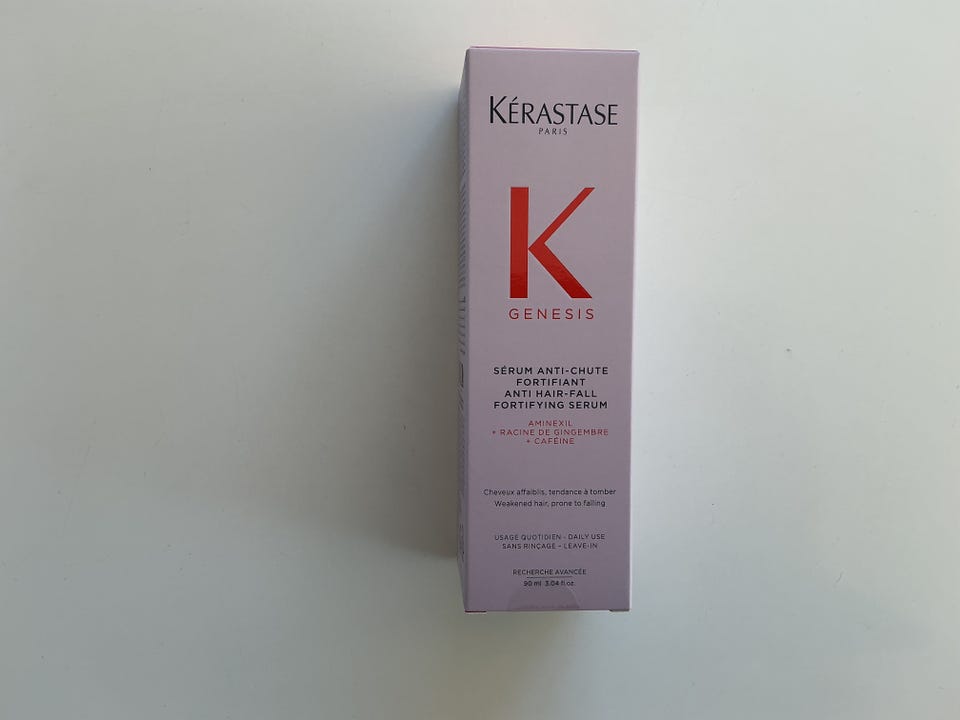 KÉRASTASE
PARIS
K
GENESIS
SÉRUM ANTI-CHUTE
FORTIFIANT
ANTI HAIR-FALL
FORTIFYING SERUM
AMINEXIL
+ RACINE DE GINGEMBRE
+ CAFÉINE
Cheveux affaiblis, tendance à tomber
Weakened hair, prone to falling
USAGE QUOTIDIEN - DAILY USE
SANS RINÇAGE - LEAVE-IN
RECHERCHE AVANCÉE
90 ml 3.04 fl.oz.